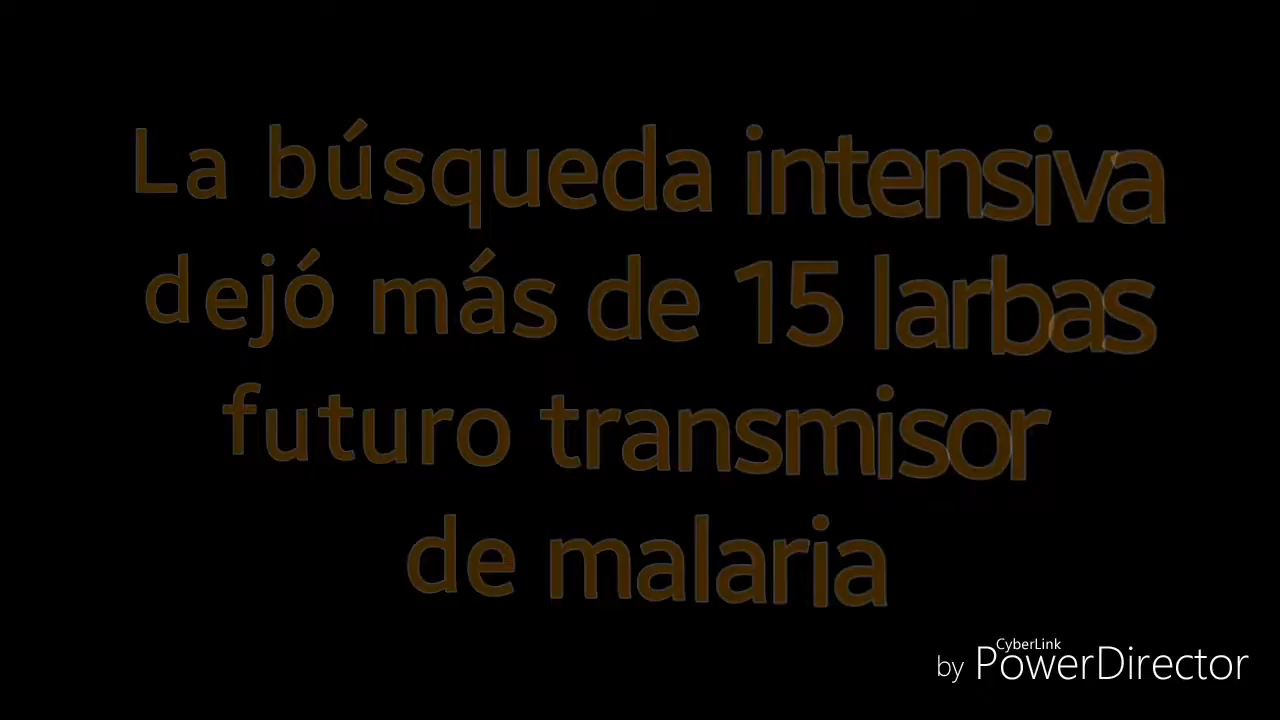 La búsqueda intensiva
dejó más de 15 larbas
futuro transmisor
de malaria
CyberLink
by PowerDirector